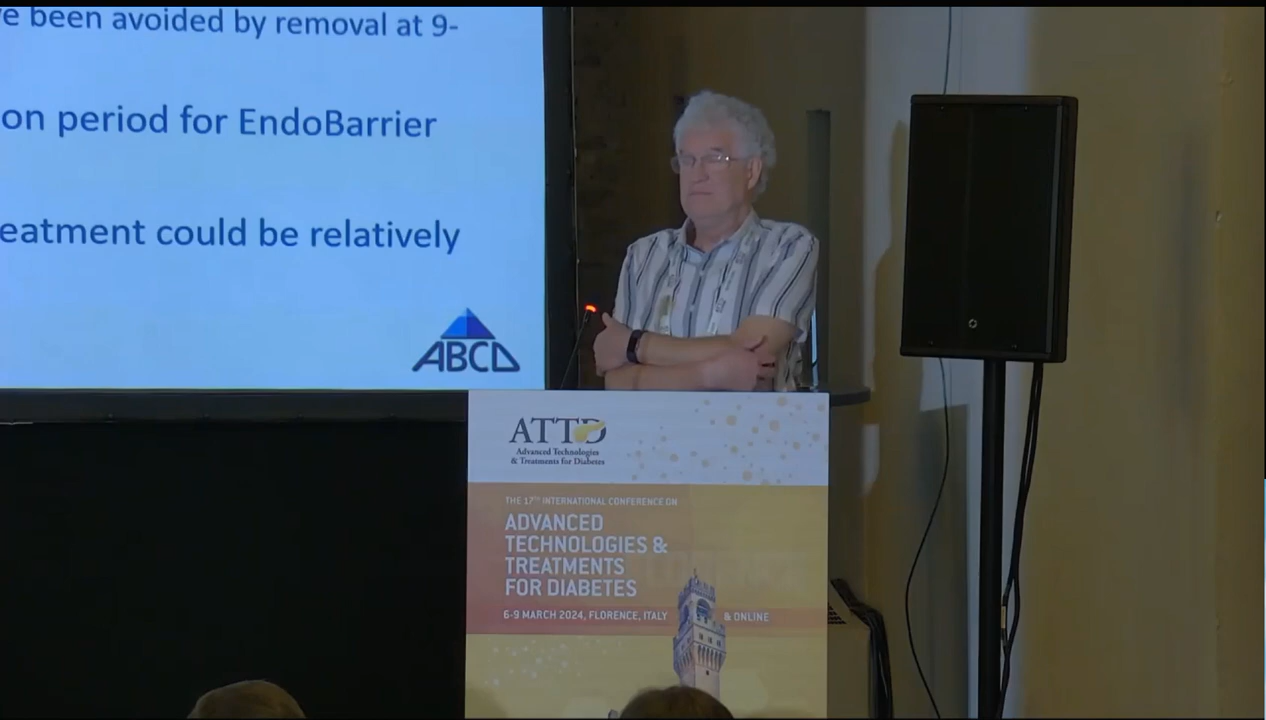 e been avoided by removal at 9-
on period for EndoBarrier
eatment could be relatively
ABCD
ATTD
Advanced Technologies
& Treatments for Diabetes
THE 17TH INTERNATIONAL CONFERENCE ON
ADVANCED
TECHNOLOGIES &
TREATMENTS
FOR DIABETES
6-9 MARCH 2024, FLORENCE, ITALY & ONLINE